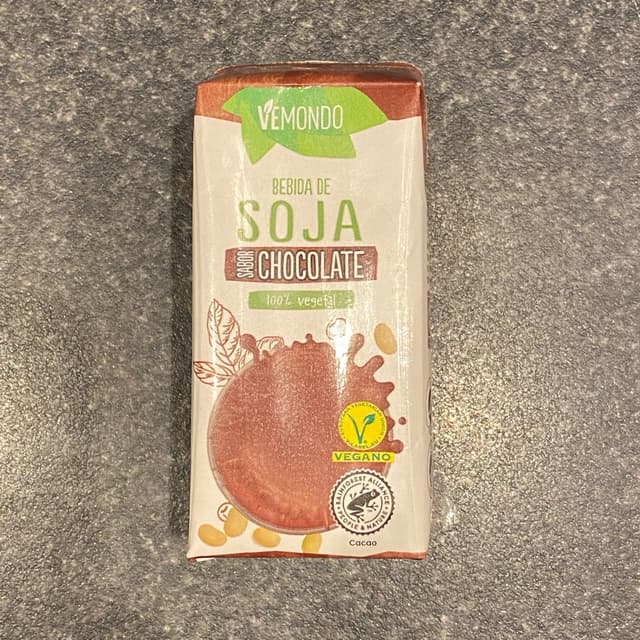 VEMONDO
BEBIDA DE
SOJA
SABOR
CHOCOLATE
100% vegetal
VEGANO
RAINFOREST ALLIANCE
PEOPLE & NATURE
Cacao